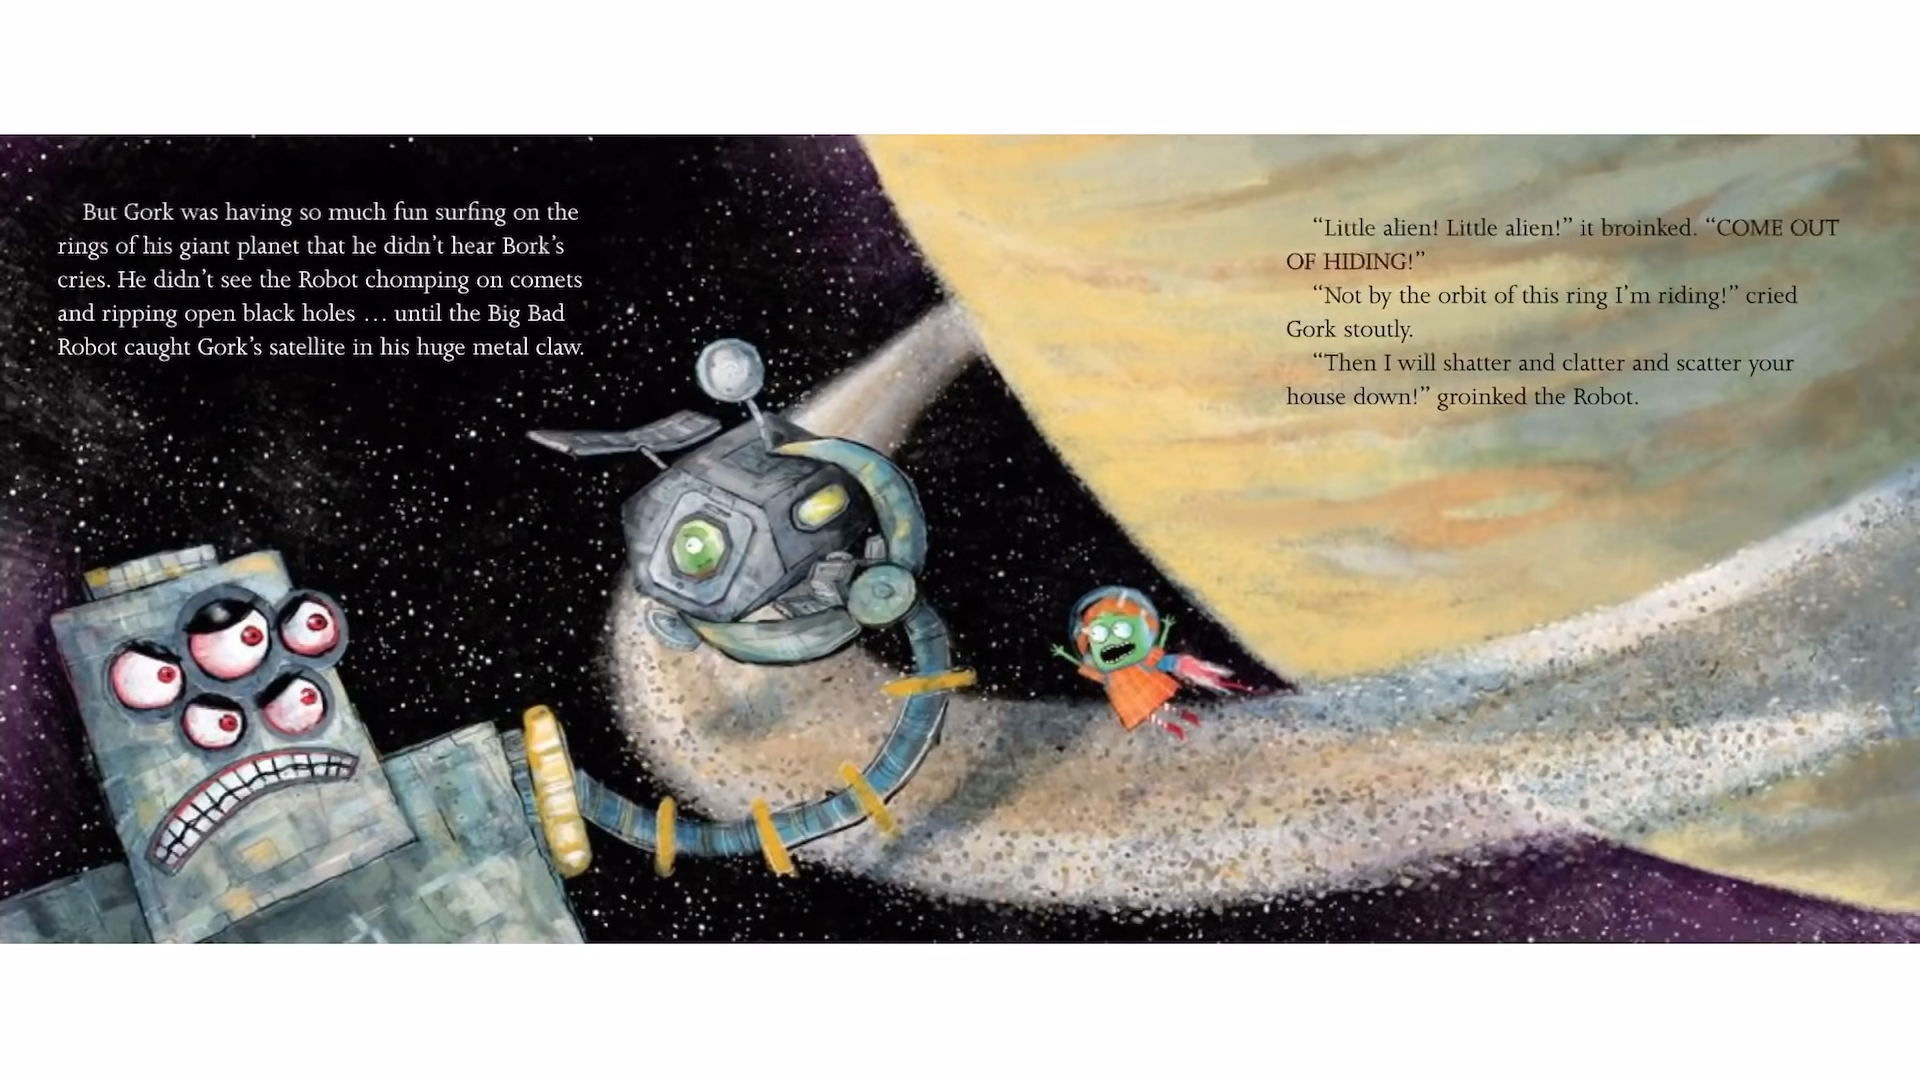 But Gork was having so much fun surfing on the
rings of his giant planet that he didn’t hear Bork’s
cries. He didn’t see the Robot chomping on comets
and ripping open black holes … until the Big Bad
Robot caught Gork’s satellite in his huge metal claw.
“Little alien! Little alien!” it broinked. “COME OUT
OF HIDING!”
“Not by the orbit of this ring I’m riding!” cried
Gork stoutly.
“Then I will shatter and clatter and scatter your
house down!” groinked the Robot.